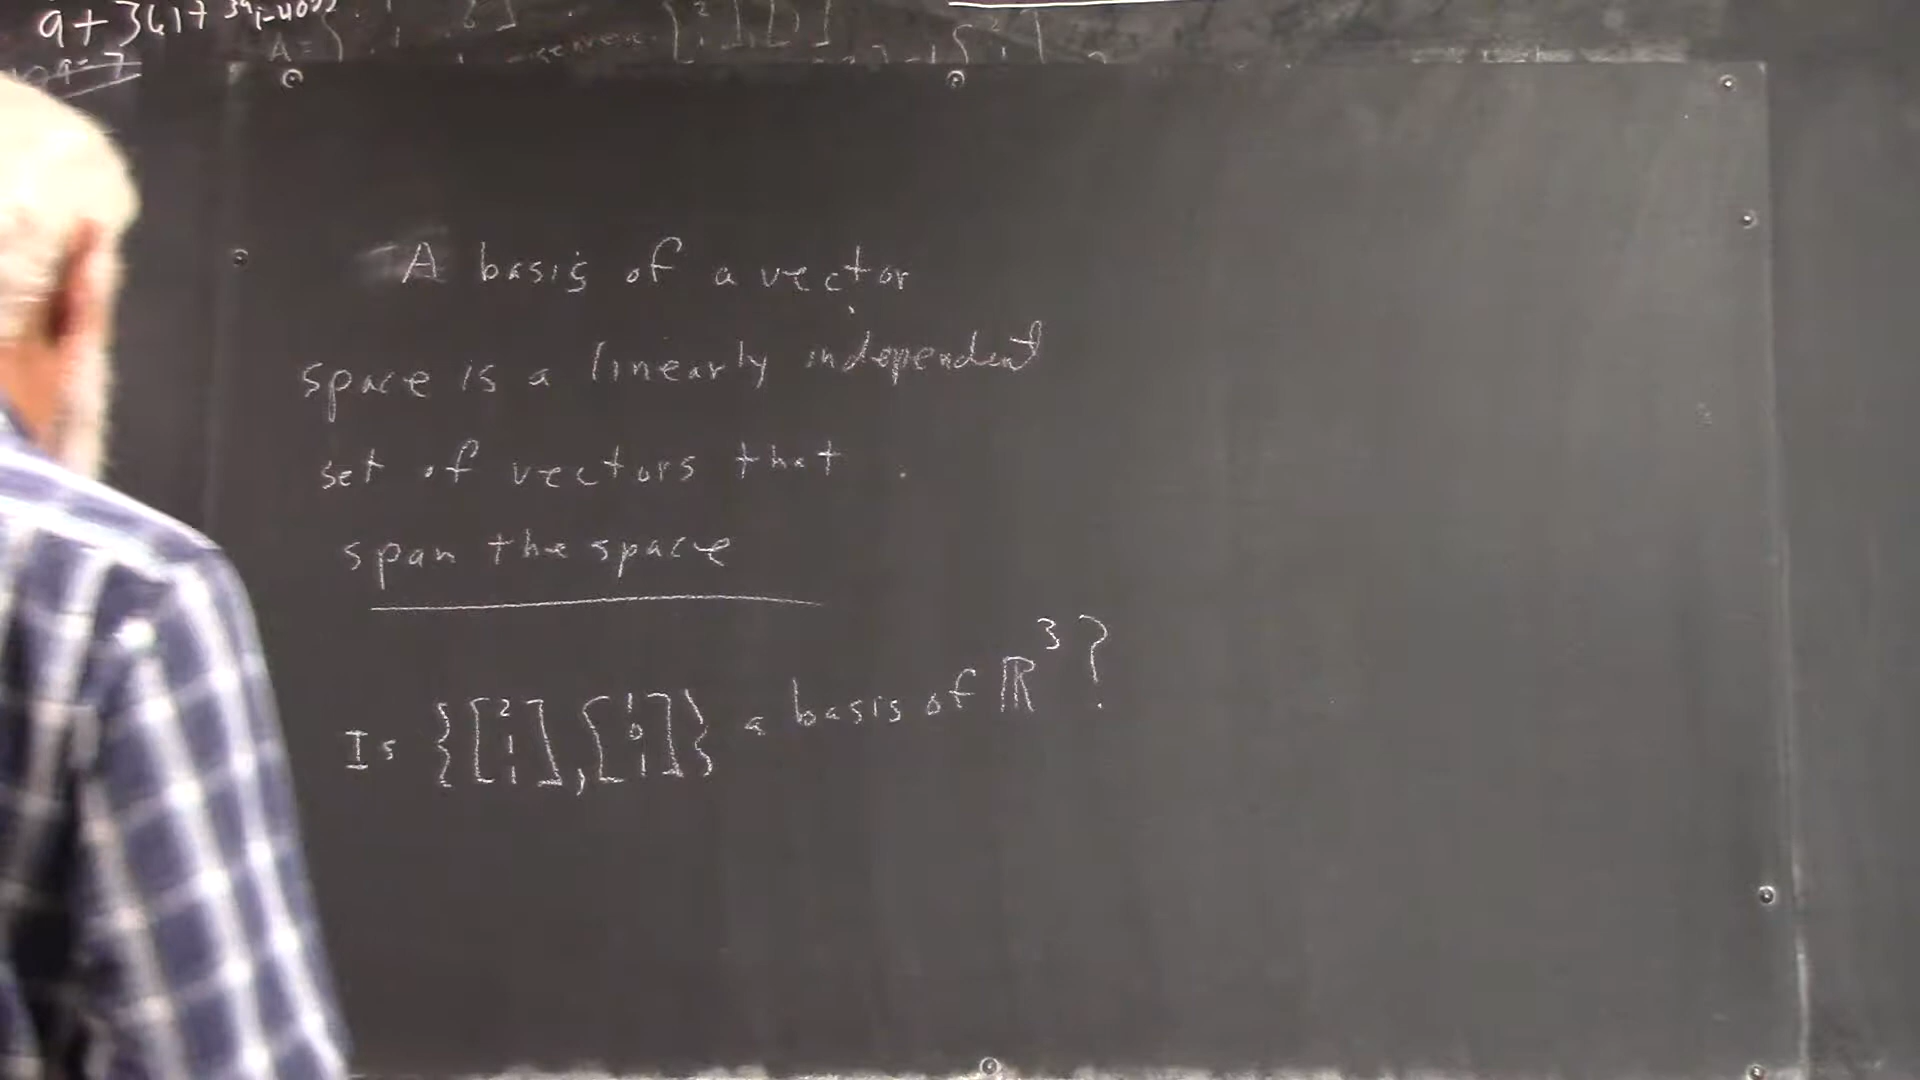 A =
A basis of a vector
space is a linearly independent
set of vectors that
span the space
Is {[2 1 1], [1 0 1]} a basis of ℝ³?